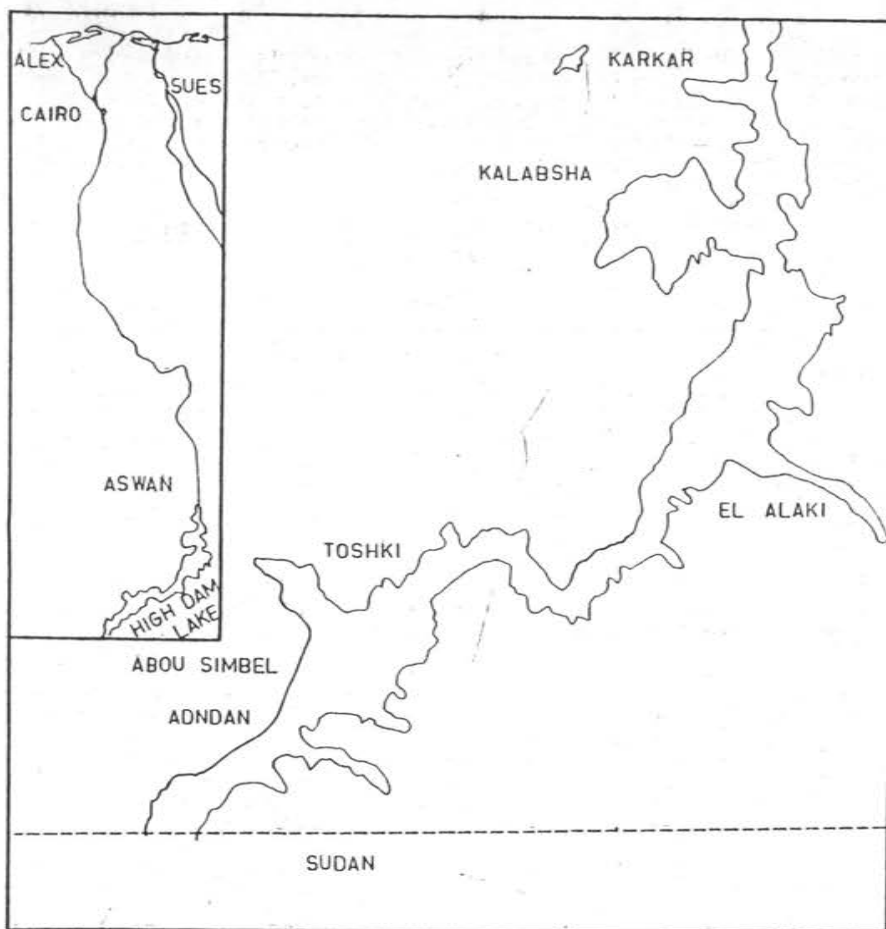 ALEX
SUES
CAIRO
ASWAN
HIGH DAM
LAKE
KARKAR
KALABSHA
EL ALAKI
TOSHKI
ABOU SIMBEL
ADNDAN
SUDAN